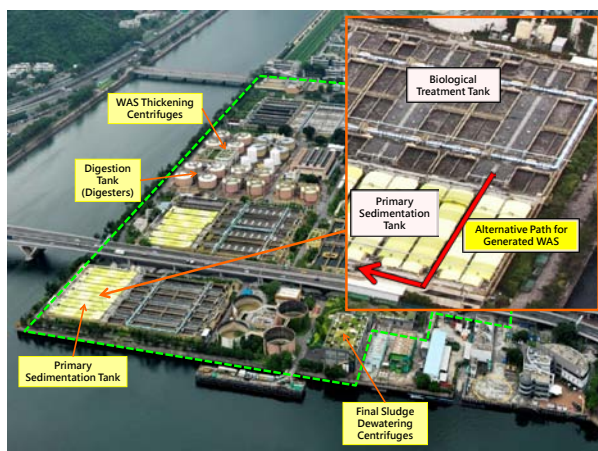 WAS Thickening
Centrifuges
Digestion
Tank
(Digesters)
Primary
Sedimentation Tank
Final Sludge
Dewatering
Centrifuges
Biological
Treatment Tank
Primary
Sedimentation
Tank
Alternative Path for
Generated WAS